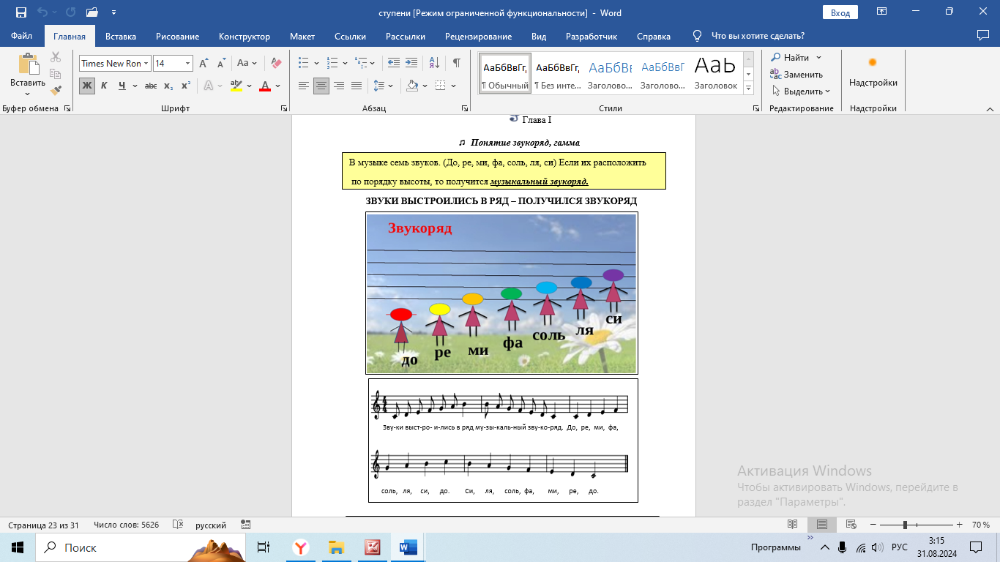 ступени [Режим ограниченной функциональности] - Word
Вход
Файл Главная Вставка Рисование Конструктор Макет Ссылки Рассылки Рецензирование Вид Разработчик Справка Что вы хотите сделать?
Вставить
Times New Ron 14
Aa
Ж К Ч abc x₂ x² A A
АаБбВвГг, АаБбВвГг, АаБбВі АаБбВвГ АаЬ
¶ Обычный ¶ Без инте... Заголово... Заголово... Заголовок
Найти
Заменить
Выделить
Надстройки
Буфер обмена Шрифт Абзац Стили Редактирование Надстройки
Глава I
♫ Понятие звукоряд, гамма
В музыке семь звуков. (До, ре, ми, фа, соль, ля, си) Если их расположить
по порядку высоты, то получится музыкальный звукоряд.
ЗВУКИ ВЫСТРОИЛИСЬ В РЯД – ПОЛУЧИЛСЯ ЗВУКОРЯД
Звукоряд
до ре ми фа соль ля си
4
4
Зву-ки выст-ро- и-лись в ряд му-зы-каль-ный зву-ко-ряд. До, ре, ми, фа,
соль, ля, си, до. Си, ля, соль, фа, ми, ре, до.
Активация Windows
Чтобы активировать Windows, перейдите в
раздел "Параметры".
Страница 23 из 31 Число слов: 5626 русский 70 %
Поиск
Программы
РУС
3:15
31.08.2024